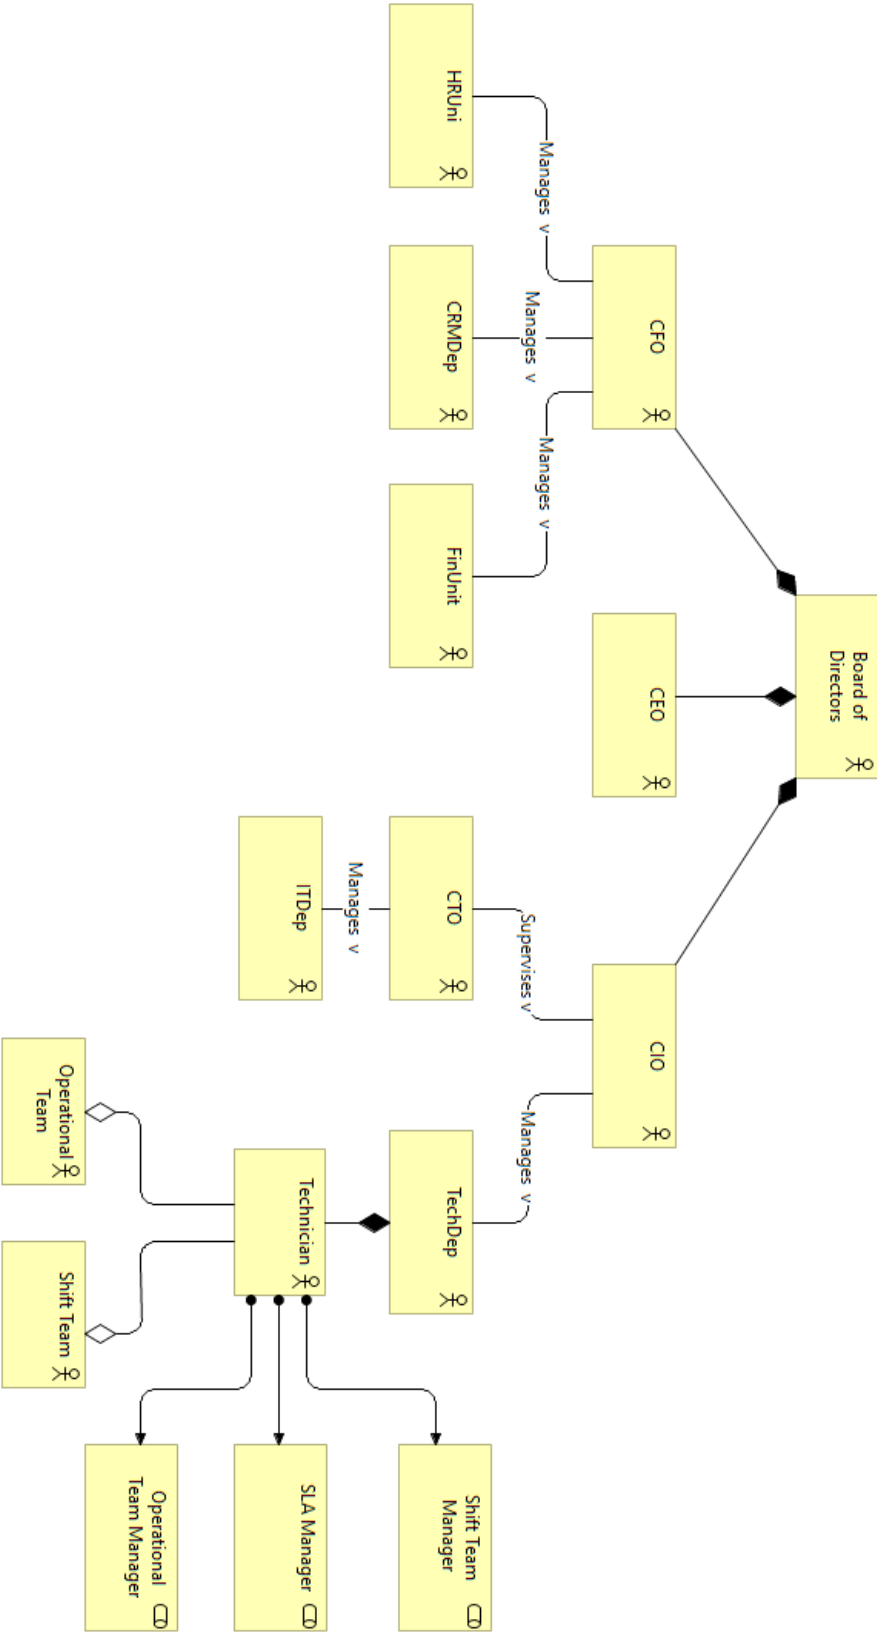 Board of
Directors
CFO
CEO
CIO
Manages v
Manages v
Manages v
Supervises v
Manages v
HRUni
CRMDep
FinUnit
CTO
TechDep
Manages v
ITDep
Technician
Shift Team
Manager
SLA Manager
Operational
Team Manager
Operational
Team
Shift Team